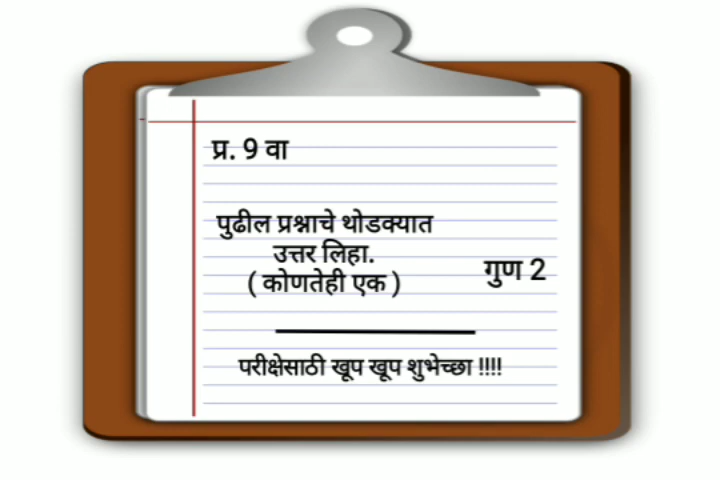 प्र. 9 वा
पुढील प्रश्नाचे थोडक्यात
उत्तर लिहा.
( कोणतेही एक )
गुण 2
परीक्षेसाठी खूप खूप शुभेच्छा !!!!